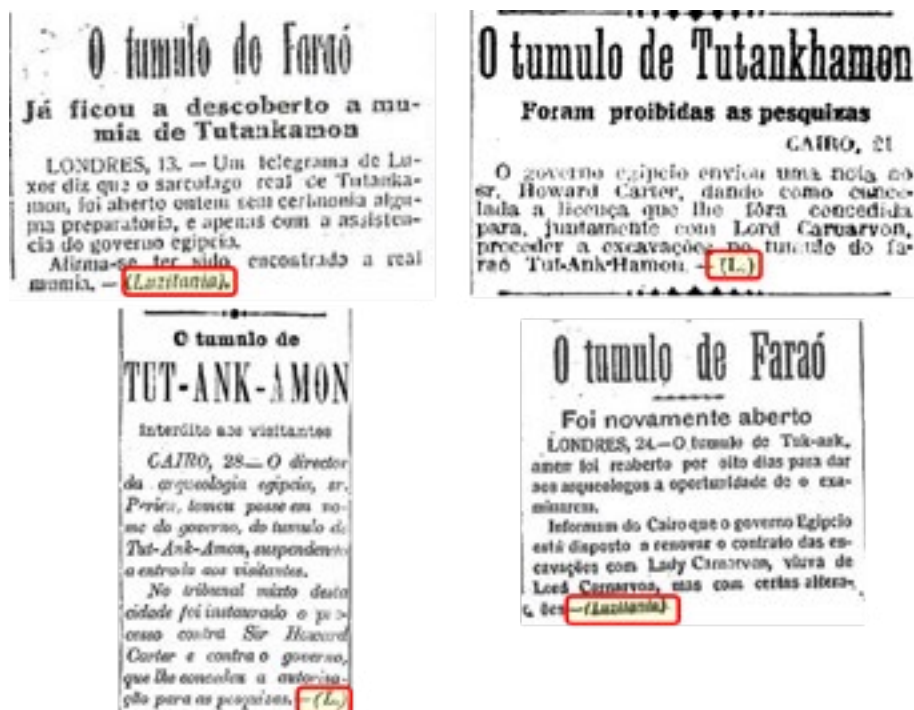 O tumulo de Faraó
Já ficou a descoberto a mu-
mia de Tutankamon
LONDRES, 13. — Um telegrama de Lu-
xor diz que o sarcofago real de Tutanka-
mon, foi aberto ontem sem cerimonia algu-
ma preparatoria, e apenas com a assisten-
cia do governo egipcio.
Afirma-se ter sido encontrada a real
mumia. — (Luzitania).
O tumulo de Tutankhamon
Foram proibidas as pesquizas
CAIRO, 21
O governo egipcio enviou uma nota ao
sr. Howard Carter, dando como cance-
lada a licença que lhe fôra concedida
para, juntamente com Lord Carnarvon,
proceder a excavações no tumulo do fa-
raó Tut-Ank-Hamon. — (L.)
O tumulo de
TUT-ANK-AMON
Interdito aos visitantes
CAIRO, 28 — O director
da arqueologia egipcia, sr.
tomou posse em no-
me do governo, do tumulo de
Tut-Ank-Amon, suspendendo
a entrada aos visitantes.
No tribunal mixto desta
cidade foi instaurado o pro-
cesso contra Sir Howard
Carter e contra o governo,
que lhe concedeu a autorisa-
ção para as pesquizas. — (L.)
O tumulo de Faraó
Foi novamente aberto
LONDRES, 24.—O tumulo de Tuk-ank,
amen foi reaberto por oito dias para dar
aos arqueologos a oportunidade de o exa-
minarem.
Informam do Cairo que o governo Egipcio
está disposto a renovar o contrato das es-
cavações com Lady Carnarvon, viuva de
Lord Carnarvon, mas com certas altera-
ções —(Luzitania)